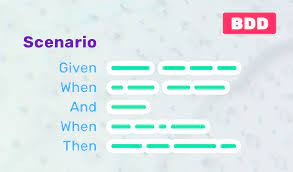 BDD
Scenario
Given
When
And
When
Then